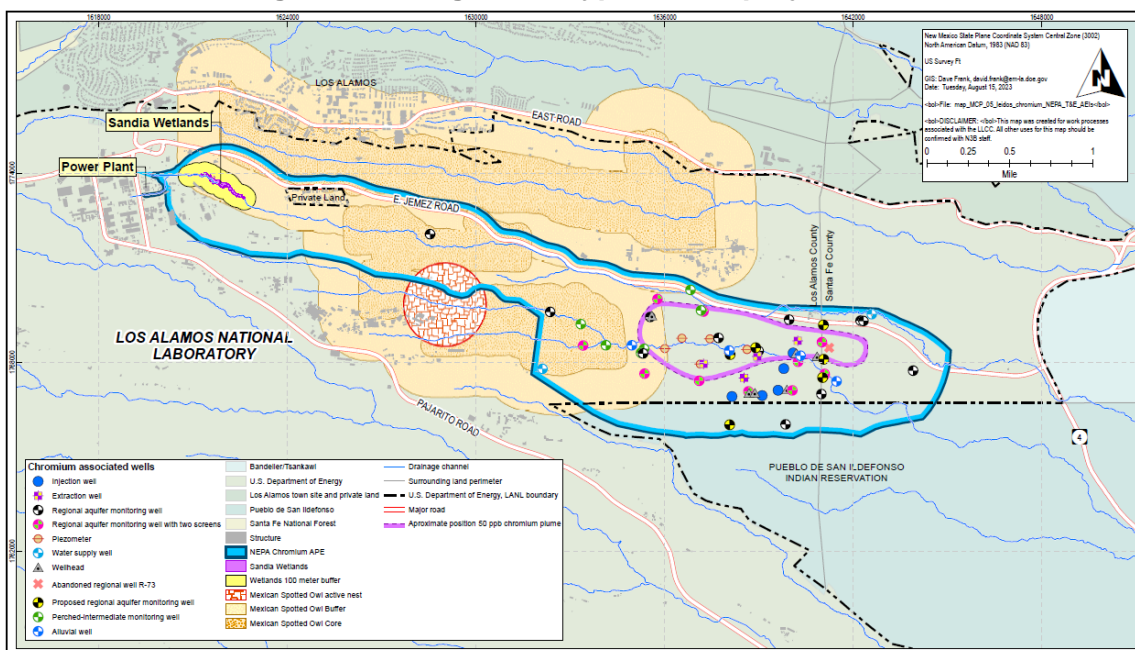 1618000
1624000
1630000
1636000
1642000
1648000
New Mexico State Plane Coordinate System Central Zone (3002)
North American Datum, 1983 (NAD 83)
US Survey Ft
GIS: Dave Frank, david.frank@em-la.doe.gov
Date: Tuesday, August 15, 2023
<bol>File: map_MCP_05_leidos_chromium_NEPA_T&E_AEIs</bol>
<bol>DISCLAIMER: </bol>This map was created for work processes
associated with the LLCC. All other uses for this map should be
confirmed with N3B staff.
0 0.25 0.5 1
Mile
N
LOS ALAMOS
EAST ROAD
Sandia Wetlands
Power Plant
1774000
Private Land
E. JEMEZ ROAD
Los Alamos County
Santa Fe County
LOS ALAMOS NATIONAL
LABORATORY
1768000
PAJARITO ROAD
4
PUEBLO DE SAN ILDEFONSO
INDIAN RESERVATION
1762000
Chromium associated wells
Injection well
Extraction well
Regional aquifer monitoring well
Regional aquifer monitoring well with two screens
Piezometer
Water supply well
Wellhead
Abandoned regional well R-73
Proposed regional aquifer monitoring well
Perched-intermediate monitoring well
Alluvial well
Bandelier/Tsankawi
U.S. Department of Energy
Los Alamos town site and private land
Pueblo de San Ildefonso
Santa Fe National Forest
Structure
NEPA Chromium APE
Sandia Wetlands
Wetlands 100 meter buffer
Mexican Spotted Owl active nest
Mexican Spotted Owl Buffer
Mexican Spotted Owl Core
Drainage channel
Surrounding land perimeter
U.S. Department of Energy, LANL boundary
Major road
Aproximate position 50 ppb chromium plume